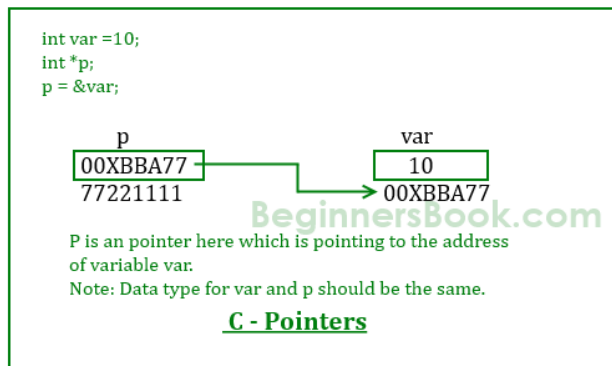 int var =10;
int *p;
p = &var;
p var
00XBBA77 10
77221111 00XBBA77
BeginnersBook.com
P is an pointer here which is pointing to the address
of variable var.
Note: Data type for var and p should be the same.
C - Pointers